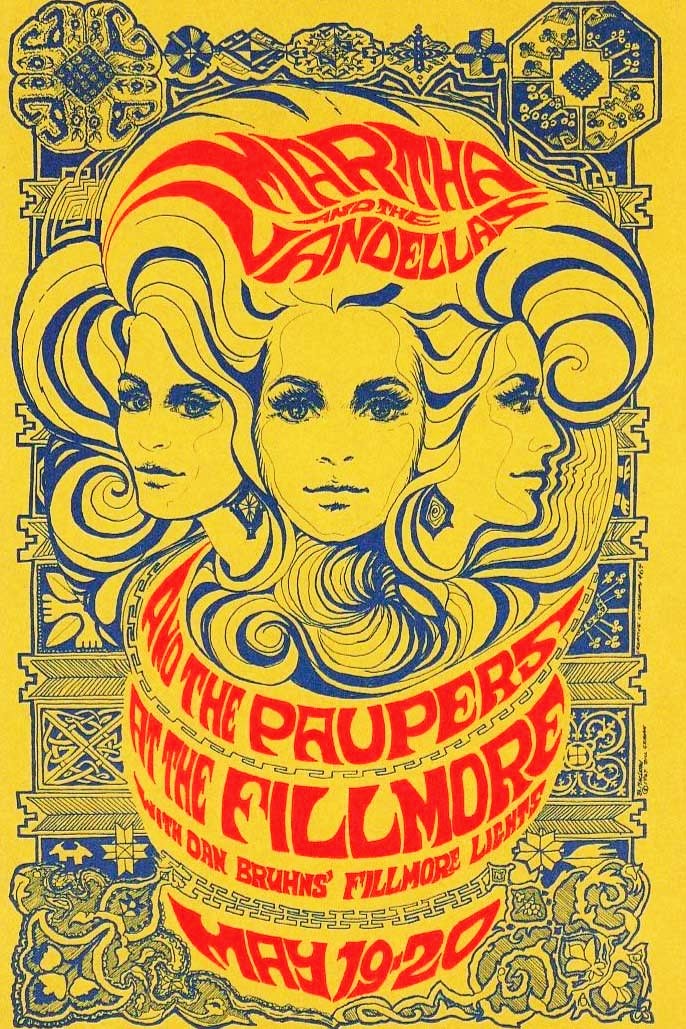 MARTHA
AND THE
VANDELLAS
AND THE PAUPERS
AT THE FILLMORE
WITH DAN BRUHNS' FILLMORE LIGHTS
MAY 19-20